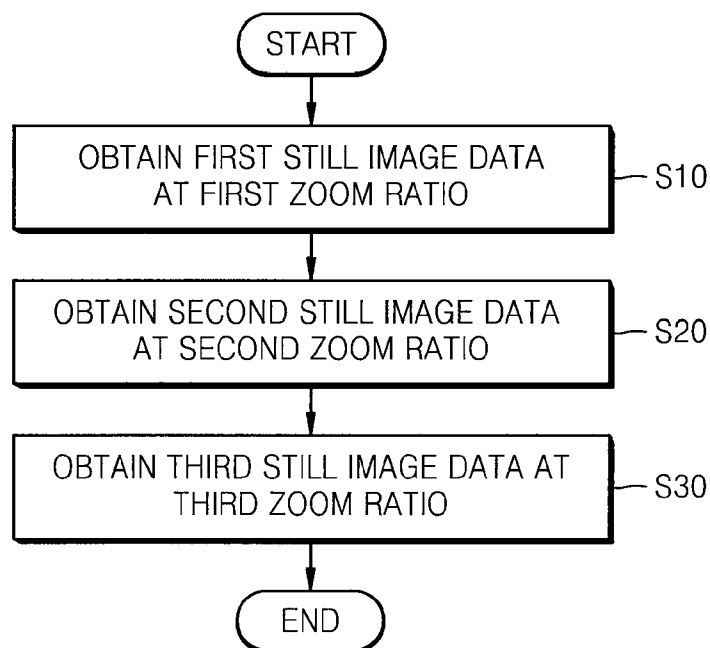 START
OBTAIN FIRST STILL IMAGE DATA
AT FIRST ZOOM RATIO
S10
OBTAIN SECOND STILL IMAGE DATA
AT SECOND ZOOM RATIO
S20
OBTAIN THIRD STILL IMAGE DATA AT
THIRD ZOOM RATIO
S30
END